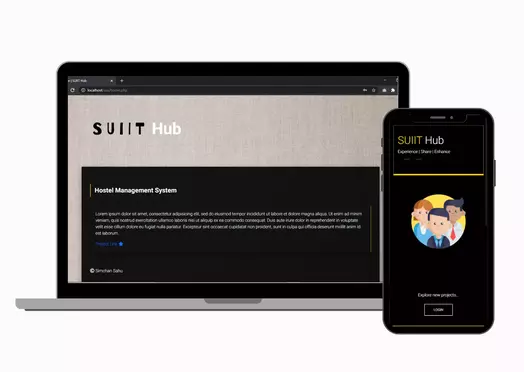 | SUIIT Hub
localhost
SUIIT Hub
Hostel Management System
Lorem ipsum dolor sit amet, consectetur adipisicing elit, sed do eiusmod tempor incididunt ut labore et dolore magna aliqua. Ut enim ad minim
veniam, quis nostrud exercitation ullamco laboris nisi ut aliquip ex ea commodo consequat. Duis aute irure dolor in reprehenderit in voluptate
velit esse cillum dolore eu fugiat nulla pariatur. Excepteur sint occaecat cupidatat non proident, sunt in culpa qui officia deserunt mollit anim id
est laborum.
Project Link
Simchan Sahu
SUIIT Hub
Experience | Share | Enhance
Explore new projects...
LOGIN